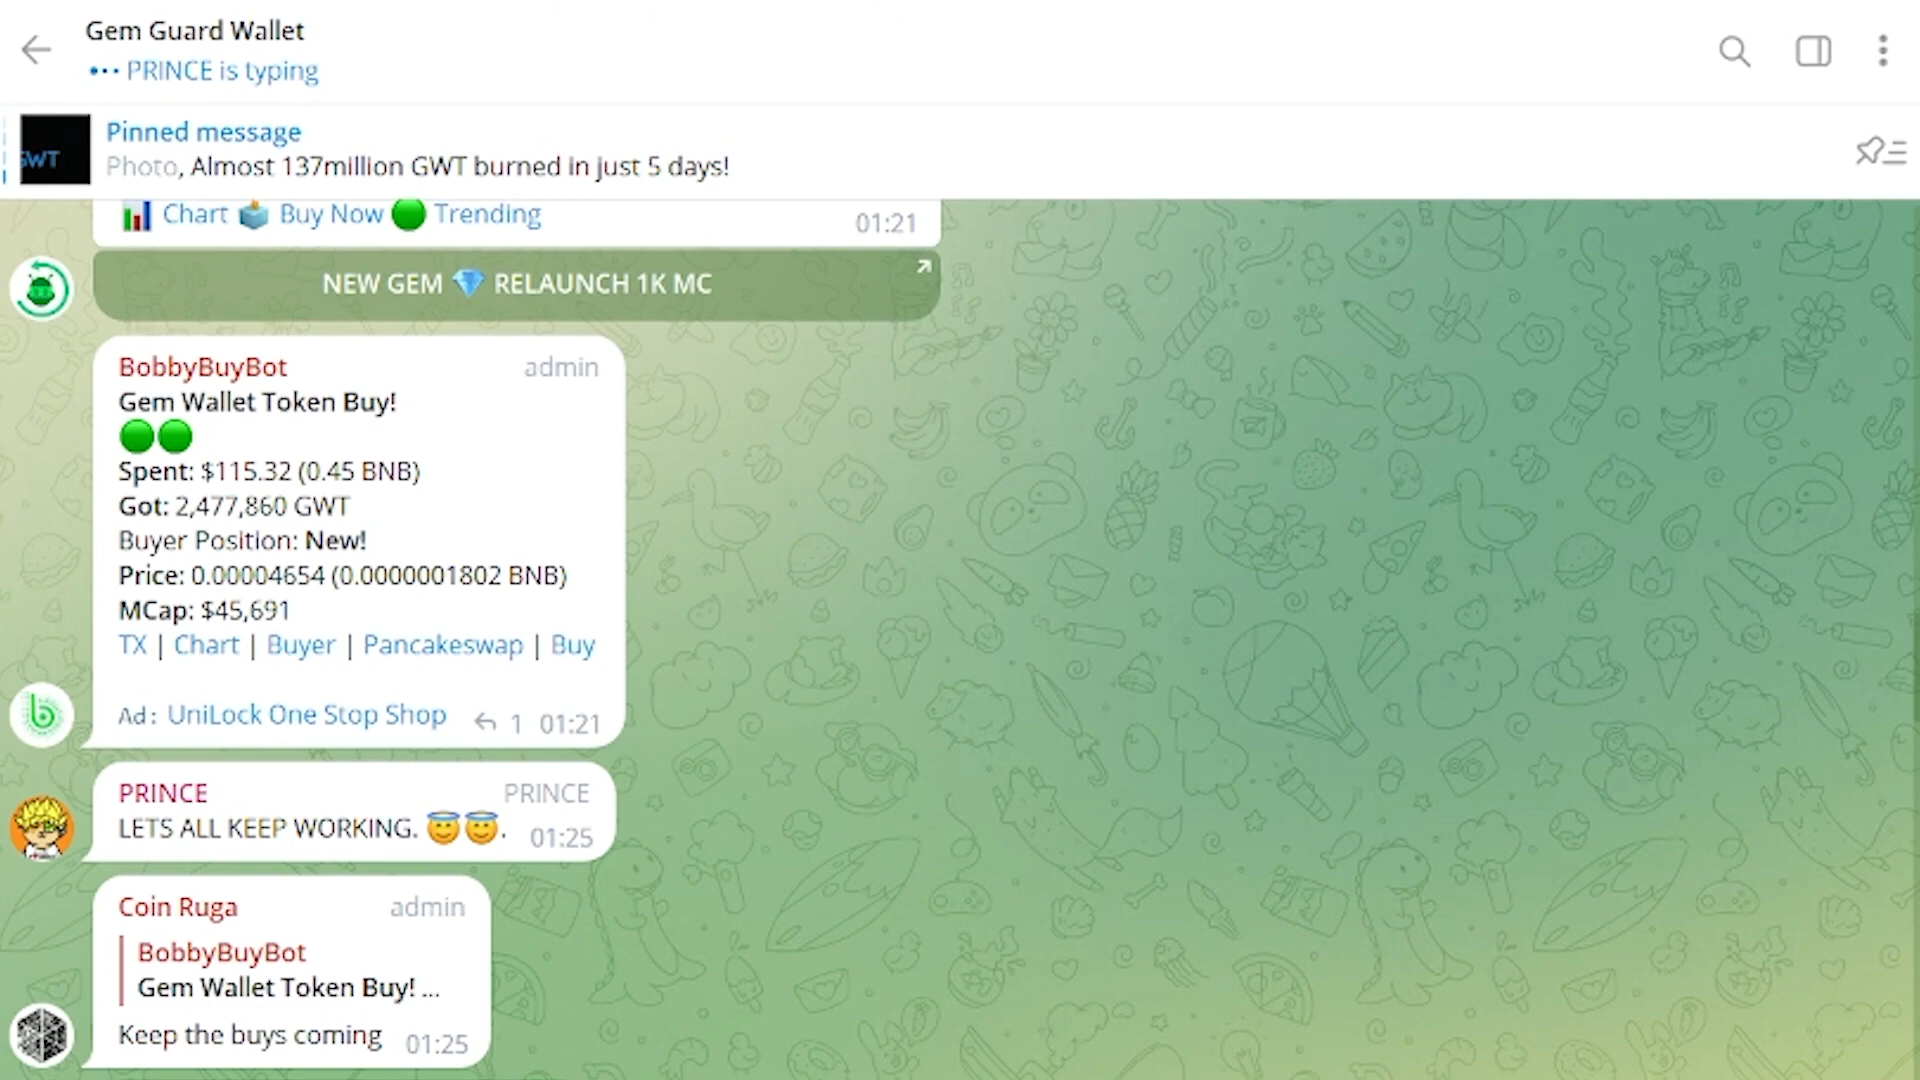 Gem Guard Wallet
PRINCE is typing
Pinned message
GWT
Photo, Almost 137million GWT burned in just 5 days!
Chart Buy Now Trending
01:21
NEW GEM 💎 RELAUNCH 1K MC
BobbyBuyBot admin
Gem Wallet Token Buy!
Spent: $115.32 (0.45 BNB)
Got: 2,477,860 GWT
Buyer Position: New!
Price: 0.00004654 (0.0000001802 BNB)
MCap: $45,691
TX | Chart | Buyer | Pancakeswap | Buy
Ad: UniLock One Stop Shop 1 01:21
PRINCE PRINCE
LETS ALL KEEP WORKING. 😇😇. 01:25
Coin Ruga admin
BobbyBuyBot
Gem Wallet Token Buy! ...
Keep the buys coming 01:25